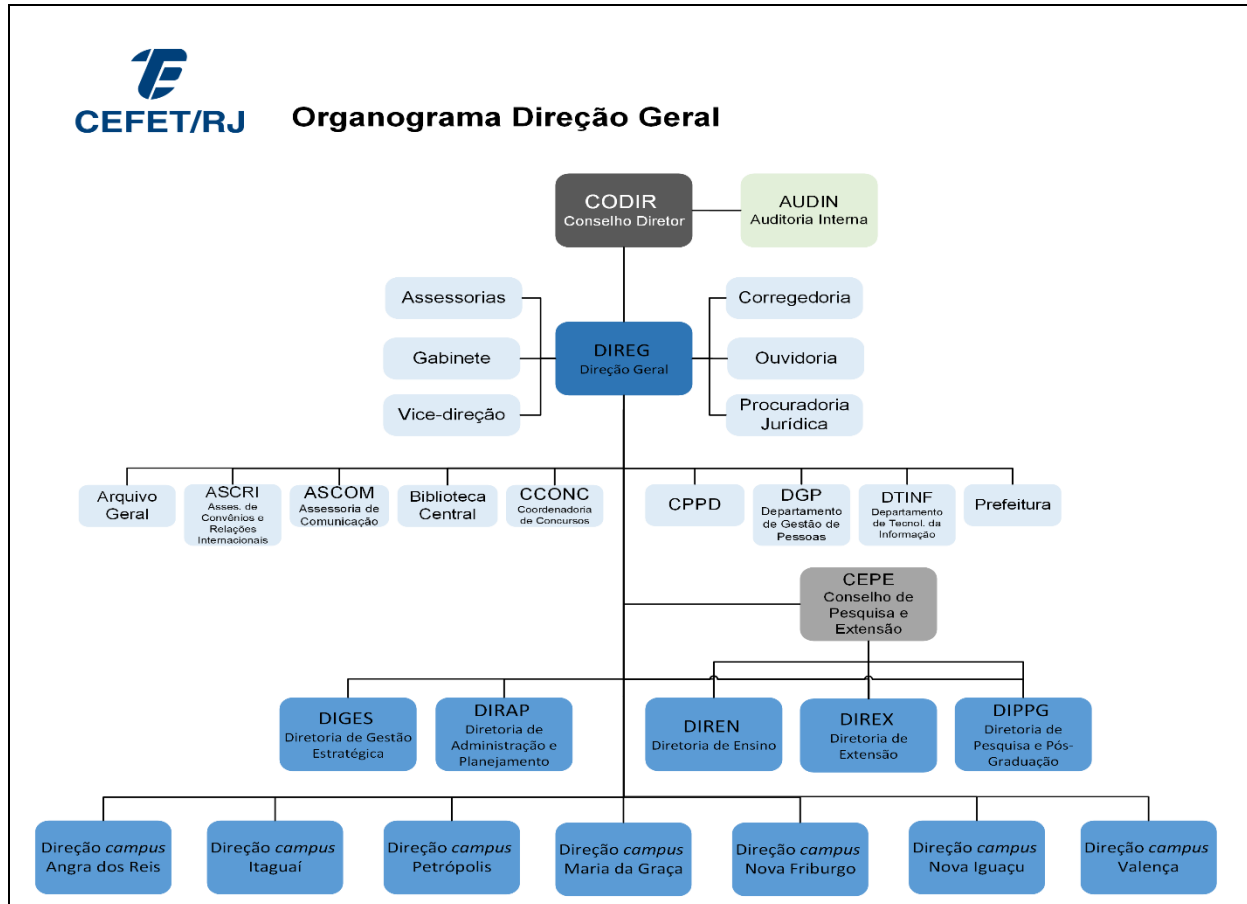 CEFET/RJ
Organograma Direção Geral
CODIR
Conselho Diretor
AUDIN
Auditoria Interna
Assessorias
Corregedoria
DIREG
Direção Geral
Gabinete
Ouvidoria
Vice-direção
Procuradoria
Jurídica
Arquivo
Geral
ASCRI
Asses. de
Convênios e
Relações
Internacionais
ASCOM
Assessoria de
Comunicação
Biblioteca
Central
CCONC
Coordenadoria
de Concursos
CPPD
DGP
Departamento
de Gestão de
Pessoas
DTINF
Departamento
de Tecnol. da
Informação
Prefeitura
CEPE
Conselho de
Pesquisa e
Extensão
DIGES
Diretoria de Gestão
Estratégica
DIRAP
Diretoria de
Administração e
Planejamento
DIREN
Diretoria de Ensino
DIREX
Diretoria de
Extensão
DIPPG
Diretoria de
Pesquisa e Pós-
Graduação
Direção campus
Angra dos Reis
Direção campus
Itaguaí
Direção campus
Petrópolis
Direção campus
Maria da Graça
Direção campus
Nova Friburgo
Direção campus
Nova Iguaçu
Direção campus
Valença